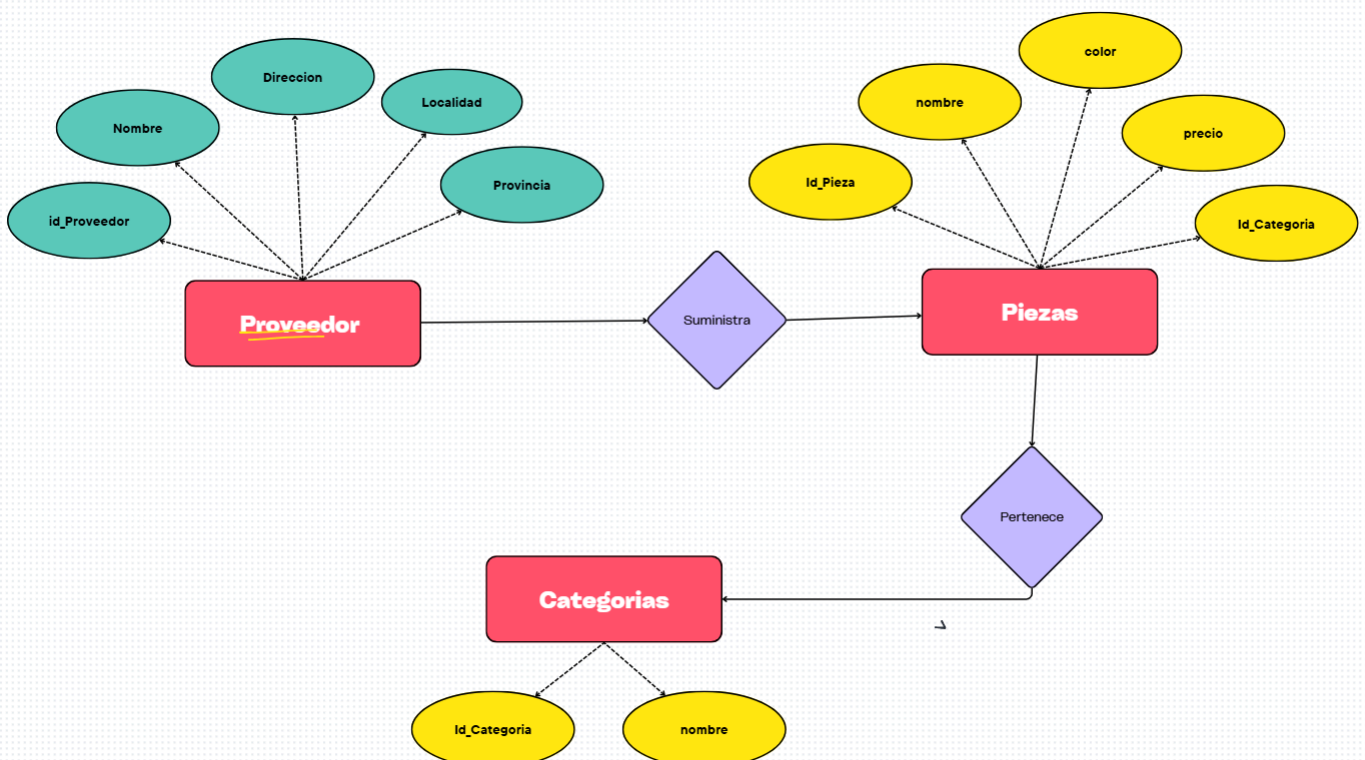 color
Direccion
Localidad
nombre
Nombre
precio
Id_Pieza
Provincia
id_Proveedor
Id_Categoria
Proveedor
Suministra
Piezas
Pertenece
Categorias
Id_Categoria
nombre